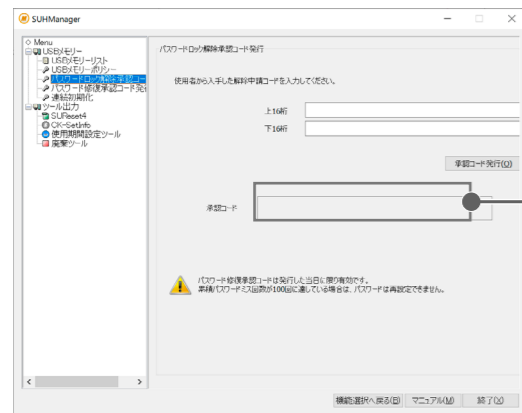 SUHManager
Menu
USBメモリー
USBメモリーリスト
USBメモリーポリシー
パスワードロック解除承認コー
パスワード修復承認コード発行
連続初期化
ツール出力
SUReset4
CK-SetInfo
使用期間設定ツール
廃棄ツール
パスワードロック解除承認コード発行
使用者から入手した解除申請コードを入力してください。
上16桁
下16桁
承認コード発行(O)
承認コード
パスワード修復承認コードは発行した当日に限り有効です。
累積パスワードミス回数が100回に達している場合は、パスワードは再設定できません。
機能選択へ戻る(B) マニュアル(M) 終了(X)